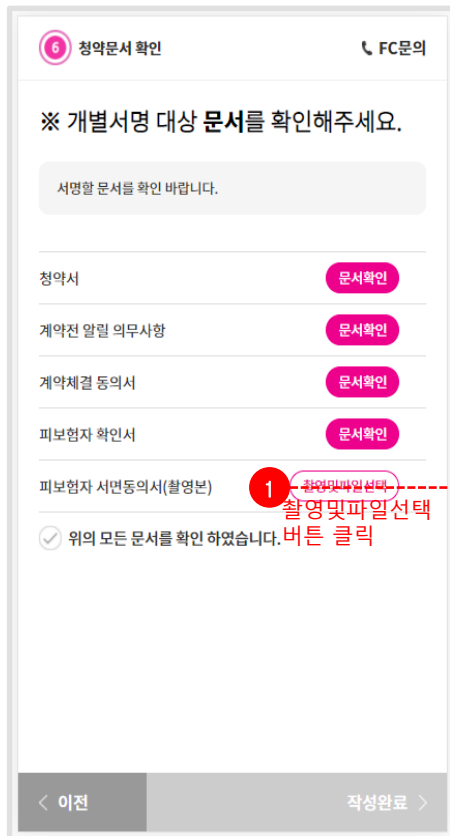 6 청약문서 확인 FC문의
※ 개별서명 대상 문서를 확인해주세요.
서명할 문서를 확인 바랍니다.
청약서 문서확인
계약전 알릴 의무사항 문서확인
계약체결 동의서 문서확인
피보험자 확인서 문서확인
피보험자 서면동의서(촬영본) 1 촬영및파일선택
촬영및파일선택
위의 모든 문서를 확인 하였습니다. 버튼 클릭
이전 작성완료